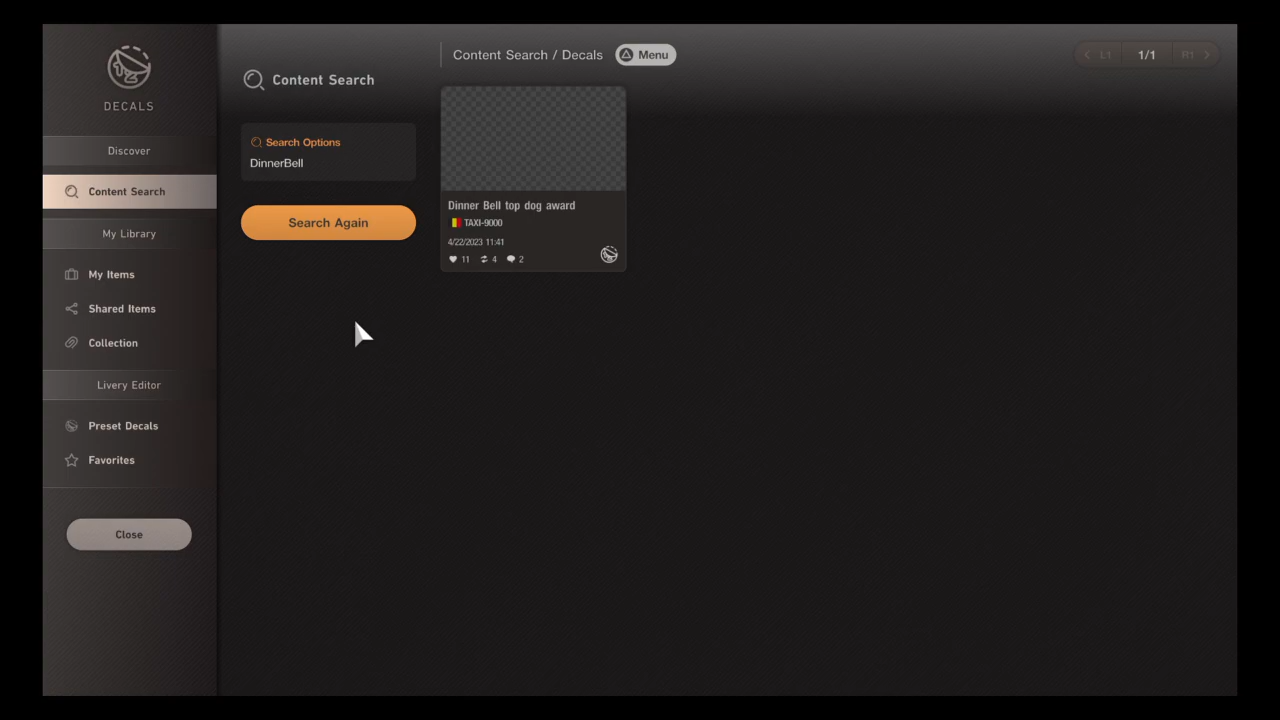 DECALS
Discover
Content Search
My Library
My Items
Shared Items
Collection
Livery Editor
Preset Decals
Favorites
Close
Content Search
Search Options
DinnerBell
Search Again
Content Search / Decals
Menu
L1
1/1
R1
Dinner Bell top dog award
TAXI-9000
4/22/2023 11:41
11 4 2